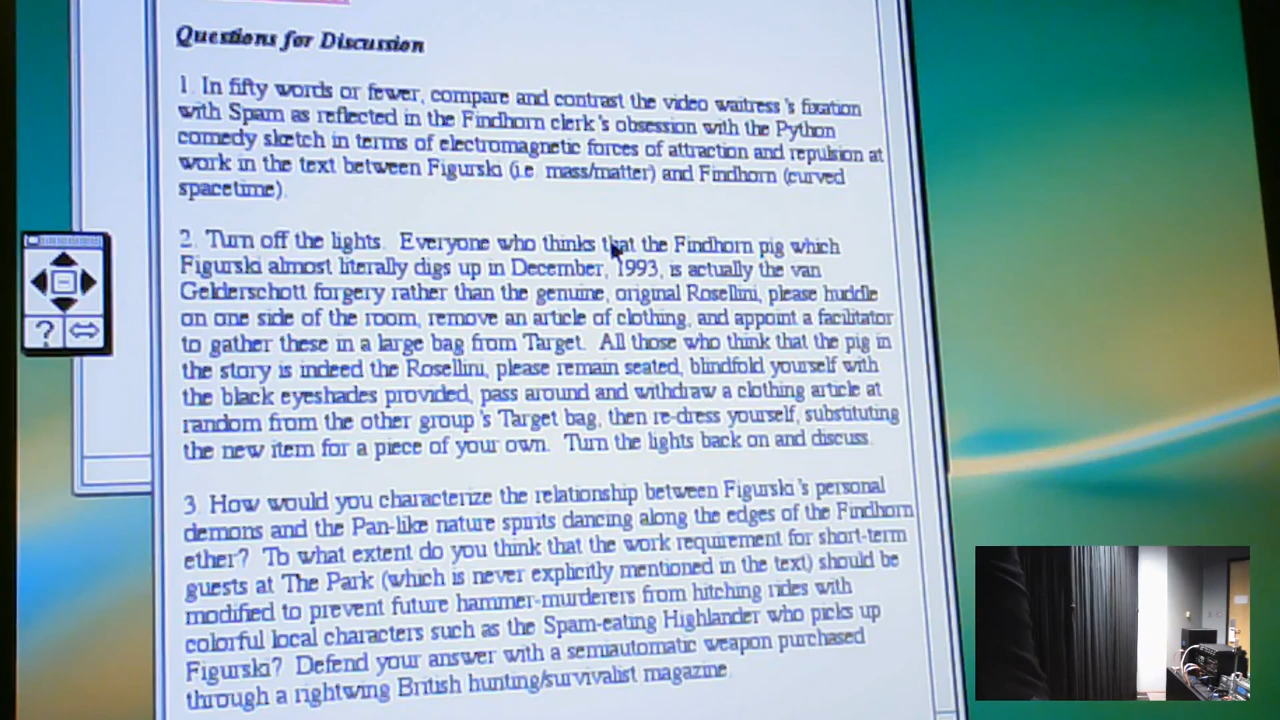 Questions for Discussion
1. In fifty words or fewer, compare and contrast the video waitress's fixation
with Spam as reflected in the Findhorn clerk's obsession with the Python
comedy sketch in terms of electromagnetic forces of attraction and repulsion at
work in the text between Figurski (i.e. mass/matter) and Findhorn (curved
spacetime).
2. Turn off the lights. Everyone who thinks that the Findhorn pig which
Figurski almost literally digs up in December, 1993, is actually the van
Gelderschott forgery rather than the genuine, original Rosellini, please huddle
on one side of the room, remove an article of clothing, and appoint a facilitator
to gather these in a large bag from Target. All those who think that the pig in
the story is indeed the Rosellini, please remain seated, blindfold yourself with
the black eyeshades provided, pass around and withdraw a clothing article at
random from the other group's Target bag, then re-dress yourself, substituting
the new item for a piece of your own. Turn the lights back on and discuss.
3. How would you characterize the relationship between Figurski's personal
demons and the Pan-like nature spirits dancing along the edges of the Findhorn
ether? To what extent do you think that the work requirement for short-term
guests at The Park (which is never explicitly mentioned in the text) should be
modified to prevent future hammer-murderers from hitching rides with
colorful local characters such as the Spam-eating Highlander who picks up
Figurski? Defend your answer with a semiautomatic weapon purchased
through a rightwing British hunting/survivalist magazine.
?